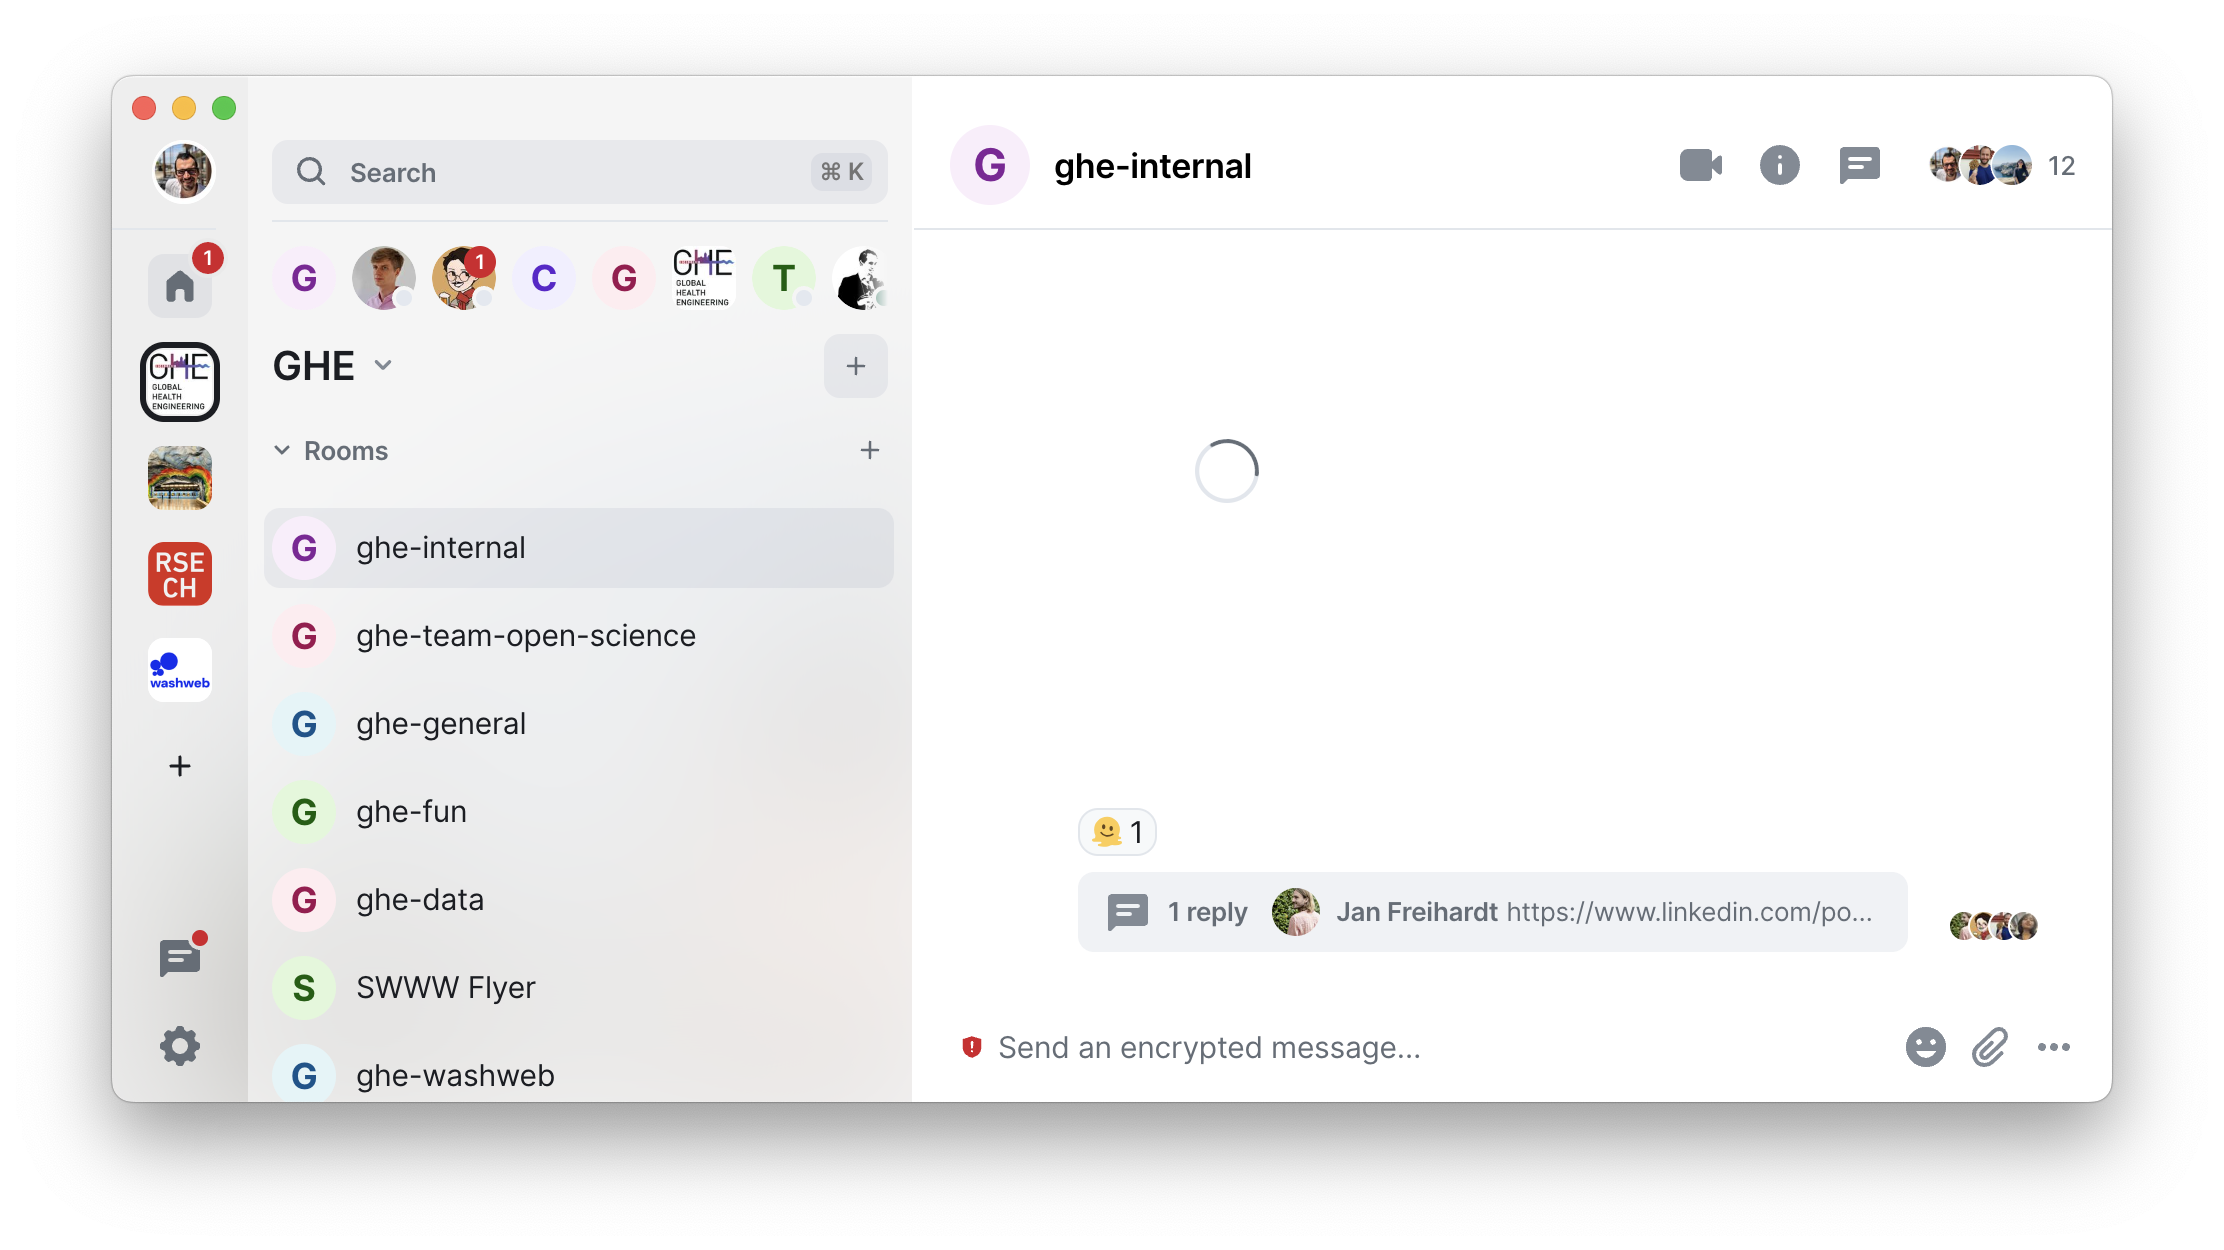 1
GHE
GLOBAL
HEALTH
ENGINEERING
RSE
CH
washweb
Search
⌘ K
G
1
C
G
GHE
GLOBAL
HEALTH
ENGINEERING
T
GHE
Rooms
G ghe-internal
G ghe-team-open-science
G ghe-general
G ghe-fun
G ghe-data
S SWWW Flyer
G ghe-washweb
G ghe-internal
12
1
1 reply Jan Freihardt https://www.linkedin.com/po...
Send an encrypted message...